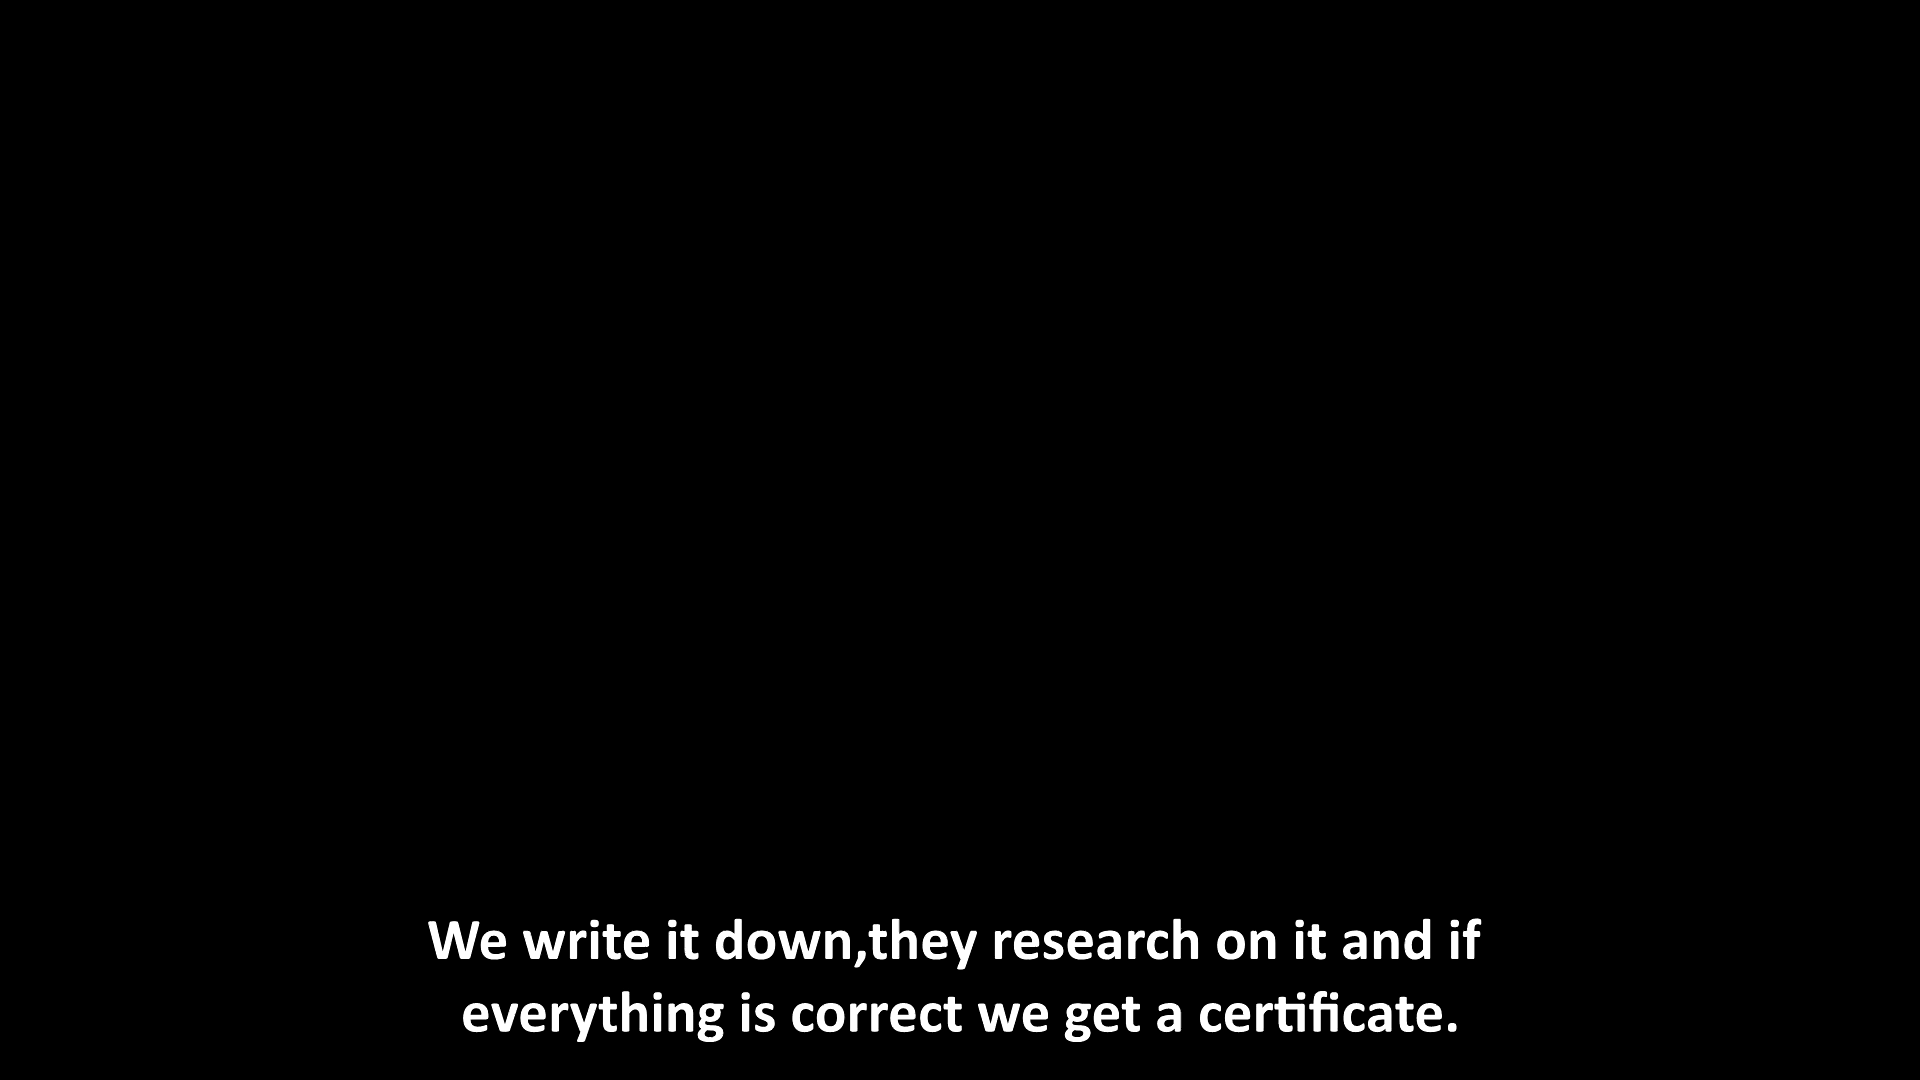 We write it down,they research on it and if
everything is correct we get a certificate.